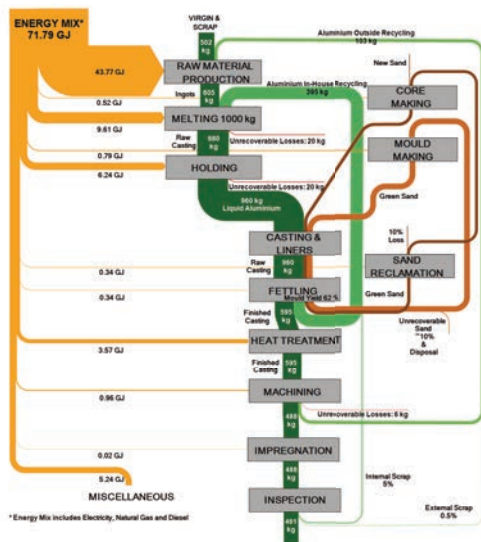 ENERGY MIX*
71.79 GJ
VIRGIN &
SCRAP
502
kg
Aluminium Outside Recycling
103 kg
43.77 GJ
RAW MATERIAL
PRODUCTION
New Sand
Ingots
605
kg
Aluminium In-House Recycling
395 kg
CORE
MAKING
0.52 GJ
MELTING 1000 kg
9.61 GJ
Raw
Casting
980
kg
Unrecoverable Losses: 20 kg
MOULD
MAKING
0.79 GJ
HOLDING
6.24 GJ
Unrecoverable Losses: 20 kg
960 kg
Liquid Aluminium
Green Sand
CASTING &
LINERS
10%
Loss
Raw
Casting
960
kg
SAND
RECLAMATION
0.34 GJ
FETTLING
0.34 GJ
Mould Yield 62 %
Green Sand
Finished
Casting
595
kg
Unrecoverable
Sand
~10%
&
Disposal
HEAT TREATMENT
3.57 GJ
Finished
Casting
595
kg
MACHINING
0.96 GJ
Unrecoverable Losses: 6 kg
kg
IMPREGNATION
0.02 GJ
489
kg
Internal Scrap
5%
5.24 GJ
MISCELLANEOUS
INSPECTION
External Scrap
0.5%
* Energy Mix includes Electricity, Natural Gas and Diesel
491
kg